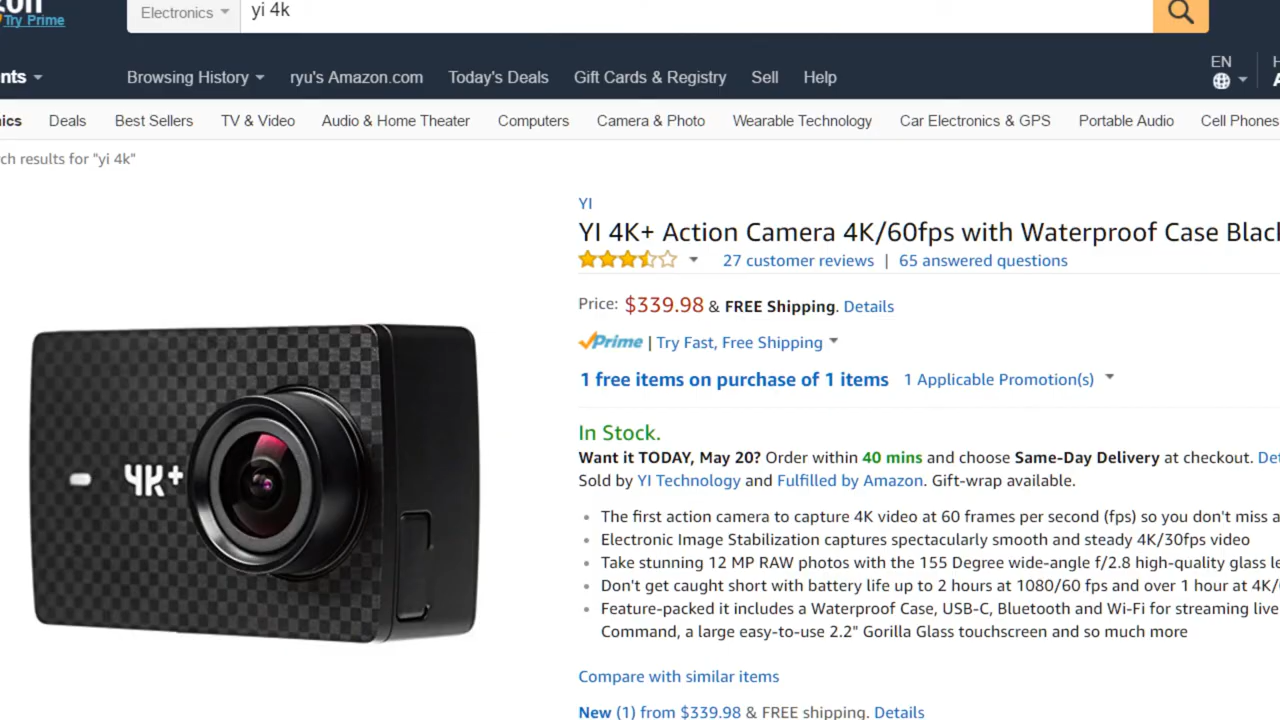 Try Prime
Electronics
yi 4k
EN
Browsing History
ryu's Amazon.com
Today's Deals
Gift Cards & Registry
Sell
Help
Deals
Best Sellers
TV & Video
Audio & Home Theater
Computers
Camera & Photo
Wearable Technology
Car Electronics & GPS
Portable Audio
Cell Phones
results for "yi 4k"
YI
YI 4K+ Action Camera 4K/60fps with Waterproof Case Black
27 customer reviews | 65 answered questions
Price: $339.98 & FREE Shipping. Details
Prime | Try Fast, Free Shipping
1 free items on purchase of 1 items 1 Applicable Promotion(s)
In Stock.
Want it TODAY, May 20? Order within 40 mins and choose Same-Day Delivery at checkout.
Sold by YI Technology and Fulfilled by Amazon. Gift-wrap available.
The first action camera to capture 4K video at 60 frames per second (fps) so you don't miss a
Electronic Image Stabilization captures spectacularly smooth and steady 4K/30fps video
Take stunning 12 MP RAW photos with the 155 Degree wide-angle f/2.8 high-quality glass
Don't get caught short with battery life up to 2 hours at 1080/60 fps and over 1 hour at 4K/
Feature-packed it includes a Waterproof Case, USB-C, Bluetooth and Wi-Fi for streaming live
Command, a large easy-to-use 2.2" Gorilla Glass touchscreen and so much more
Compare with similar items
New (1) from $339.98 & FREE shipping. Details
4K+